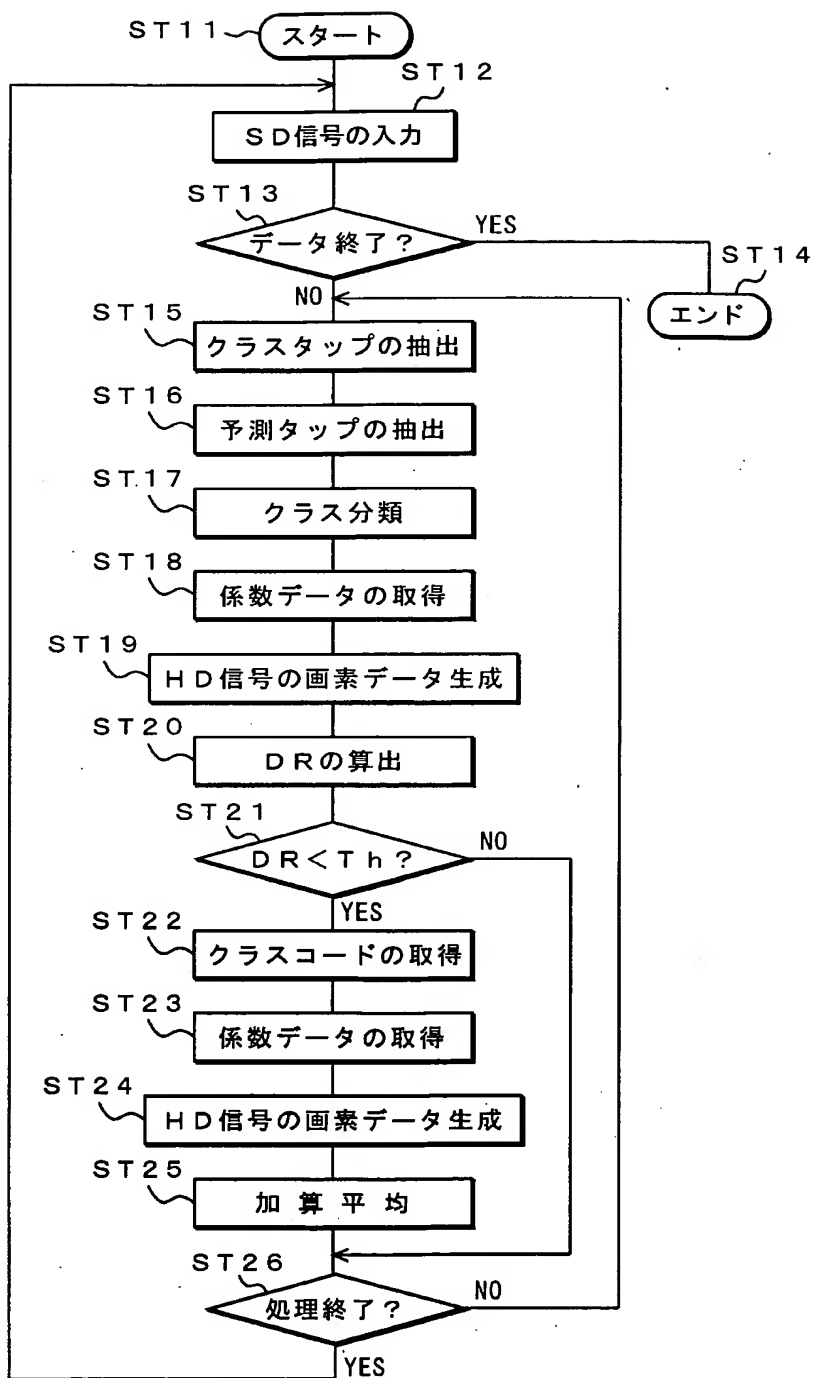 ST11
スタート
ST12
SD信号の入力
ST13
データ終了?
YES
ST14
エンド
NO
ST15
クラスタップの抽出
ST16
予測タップの抽出
ST17
クラス分類
ST18
係数データの取得
ST19
HD信号の画素データ生成
ST20
DRの算出
ST21
DR<Th?
NO
YES
ST22
クラスコードの取得
ST23
係数データの取得
ST24
HD信号の画素データ生成
ST25
加算平均
ST26
処理終了?
NO
YES